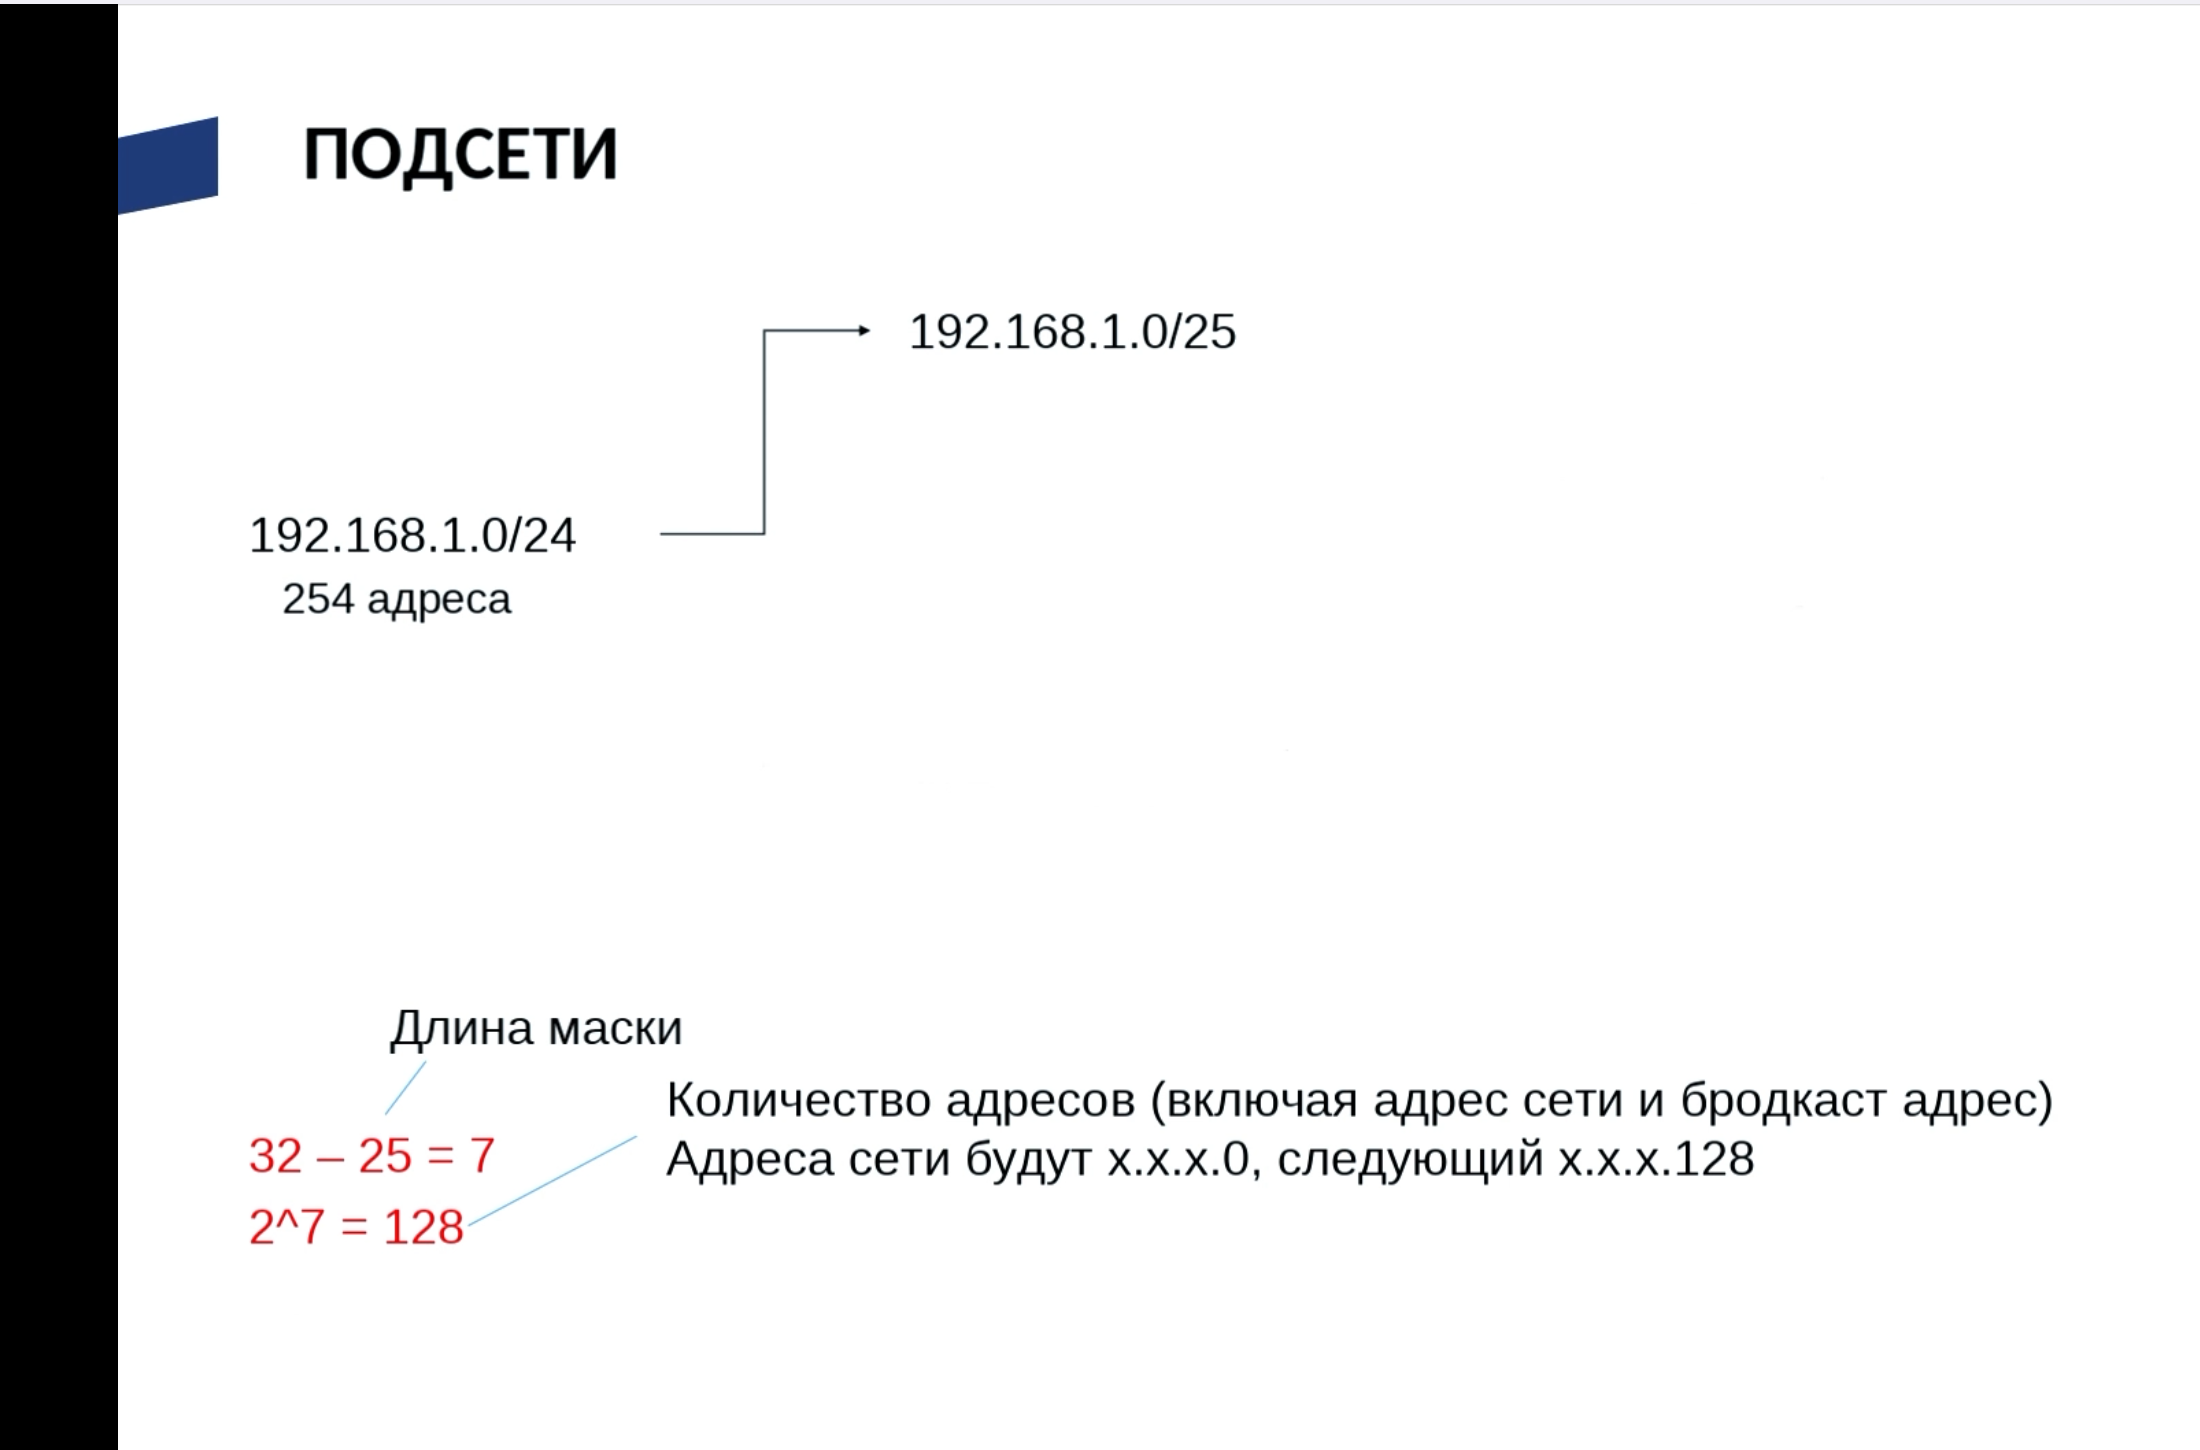 ПОДСЕТИ
192.168.1.0/25
192.168.1.0/24
254 адреса
Длина маски
Количество адресов (включая адрес сети и бродкаст адрес)
Адреса сети будут x.x.x.0, следующий x.x.x.128
32 – 25 = 7
2^7 = 128